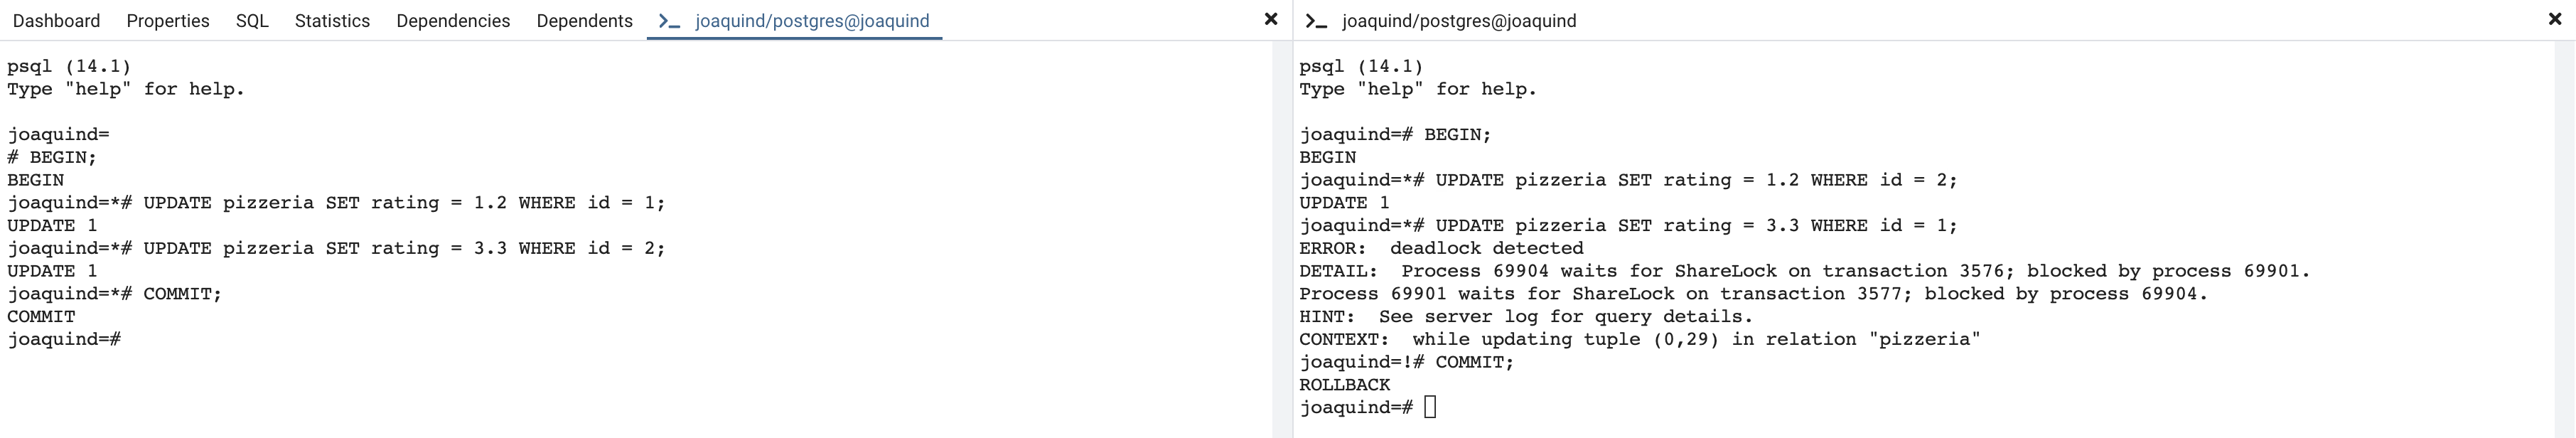 Dashboard Properties SQL Statistics Dependencies Dependents >_ joaquind/postgres@joaquind
psql (14.1)
Type "help" for help.
joaquind=
# BEGIN;
BEGIN
joaquind=*# UPDATE pizzeria SET rating = 1.2 WHERE id = 1;
UPDATE 1
joaquind=*# UPDATE pizzeria SET rating = 3.3 WHERE id = 2;
UPDATE 1
joaquind=*# COMMIT;
COMMIT
joaquind=#
>_ joaquind/postgres@joaquind
psql (14.1)
Type "help" for help.
joaquind=# BEGIN;
BEGIN
joaquind=*# UPDATE pizzeria SET rating = 1.2 WHERE id = 2;
UPDATE 1
joaquind=*# UPDATE pizzeria SET rating = 3.3 WHERE id = 1;
ERROR:  deadlock detected
DETAIL:  Process 69904 waits for ShareLock on transaction 3576; blocked by process 69901.
Process 69901 waits for ShareLock on transaction 3577; blocked by process 69904.
HINT:  See server log for query details.
CONTEXT:  while updating tuple (0,29) in relation "pizzeria"
joaquind=!# COMMIT;
ROLLBACK
joaquind=#